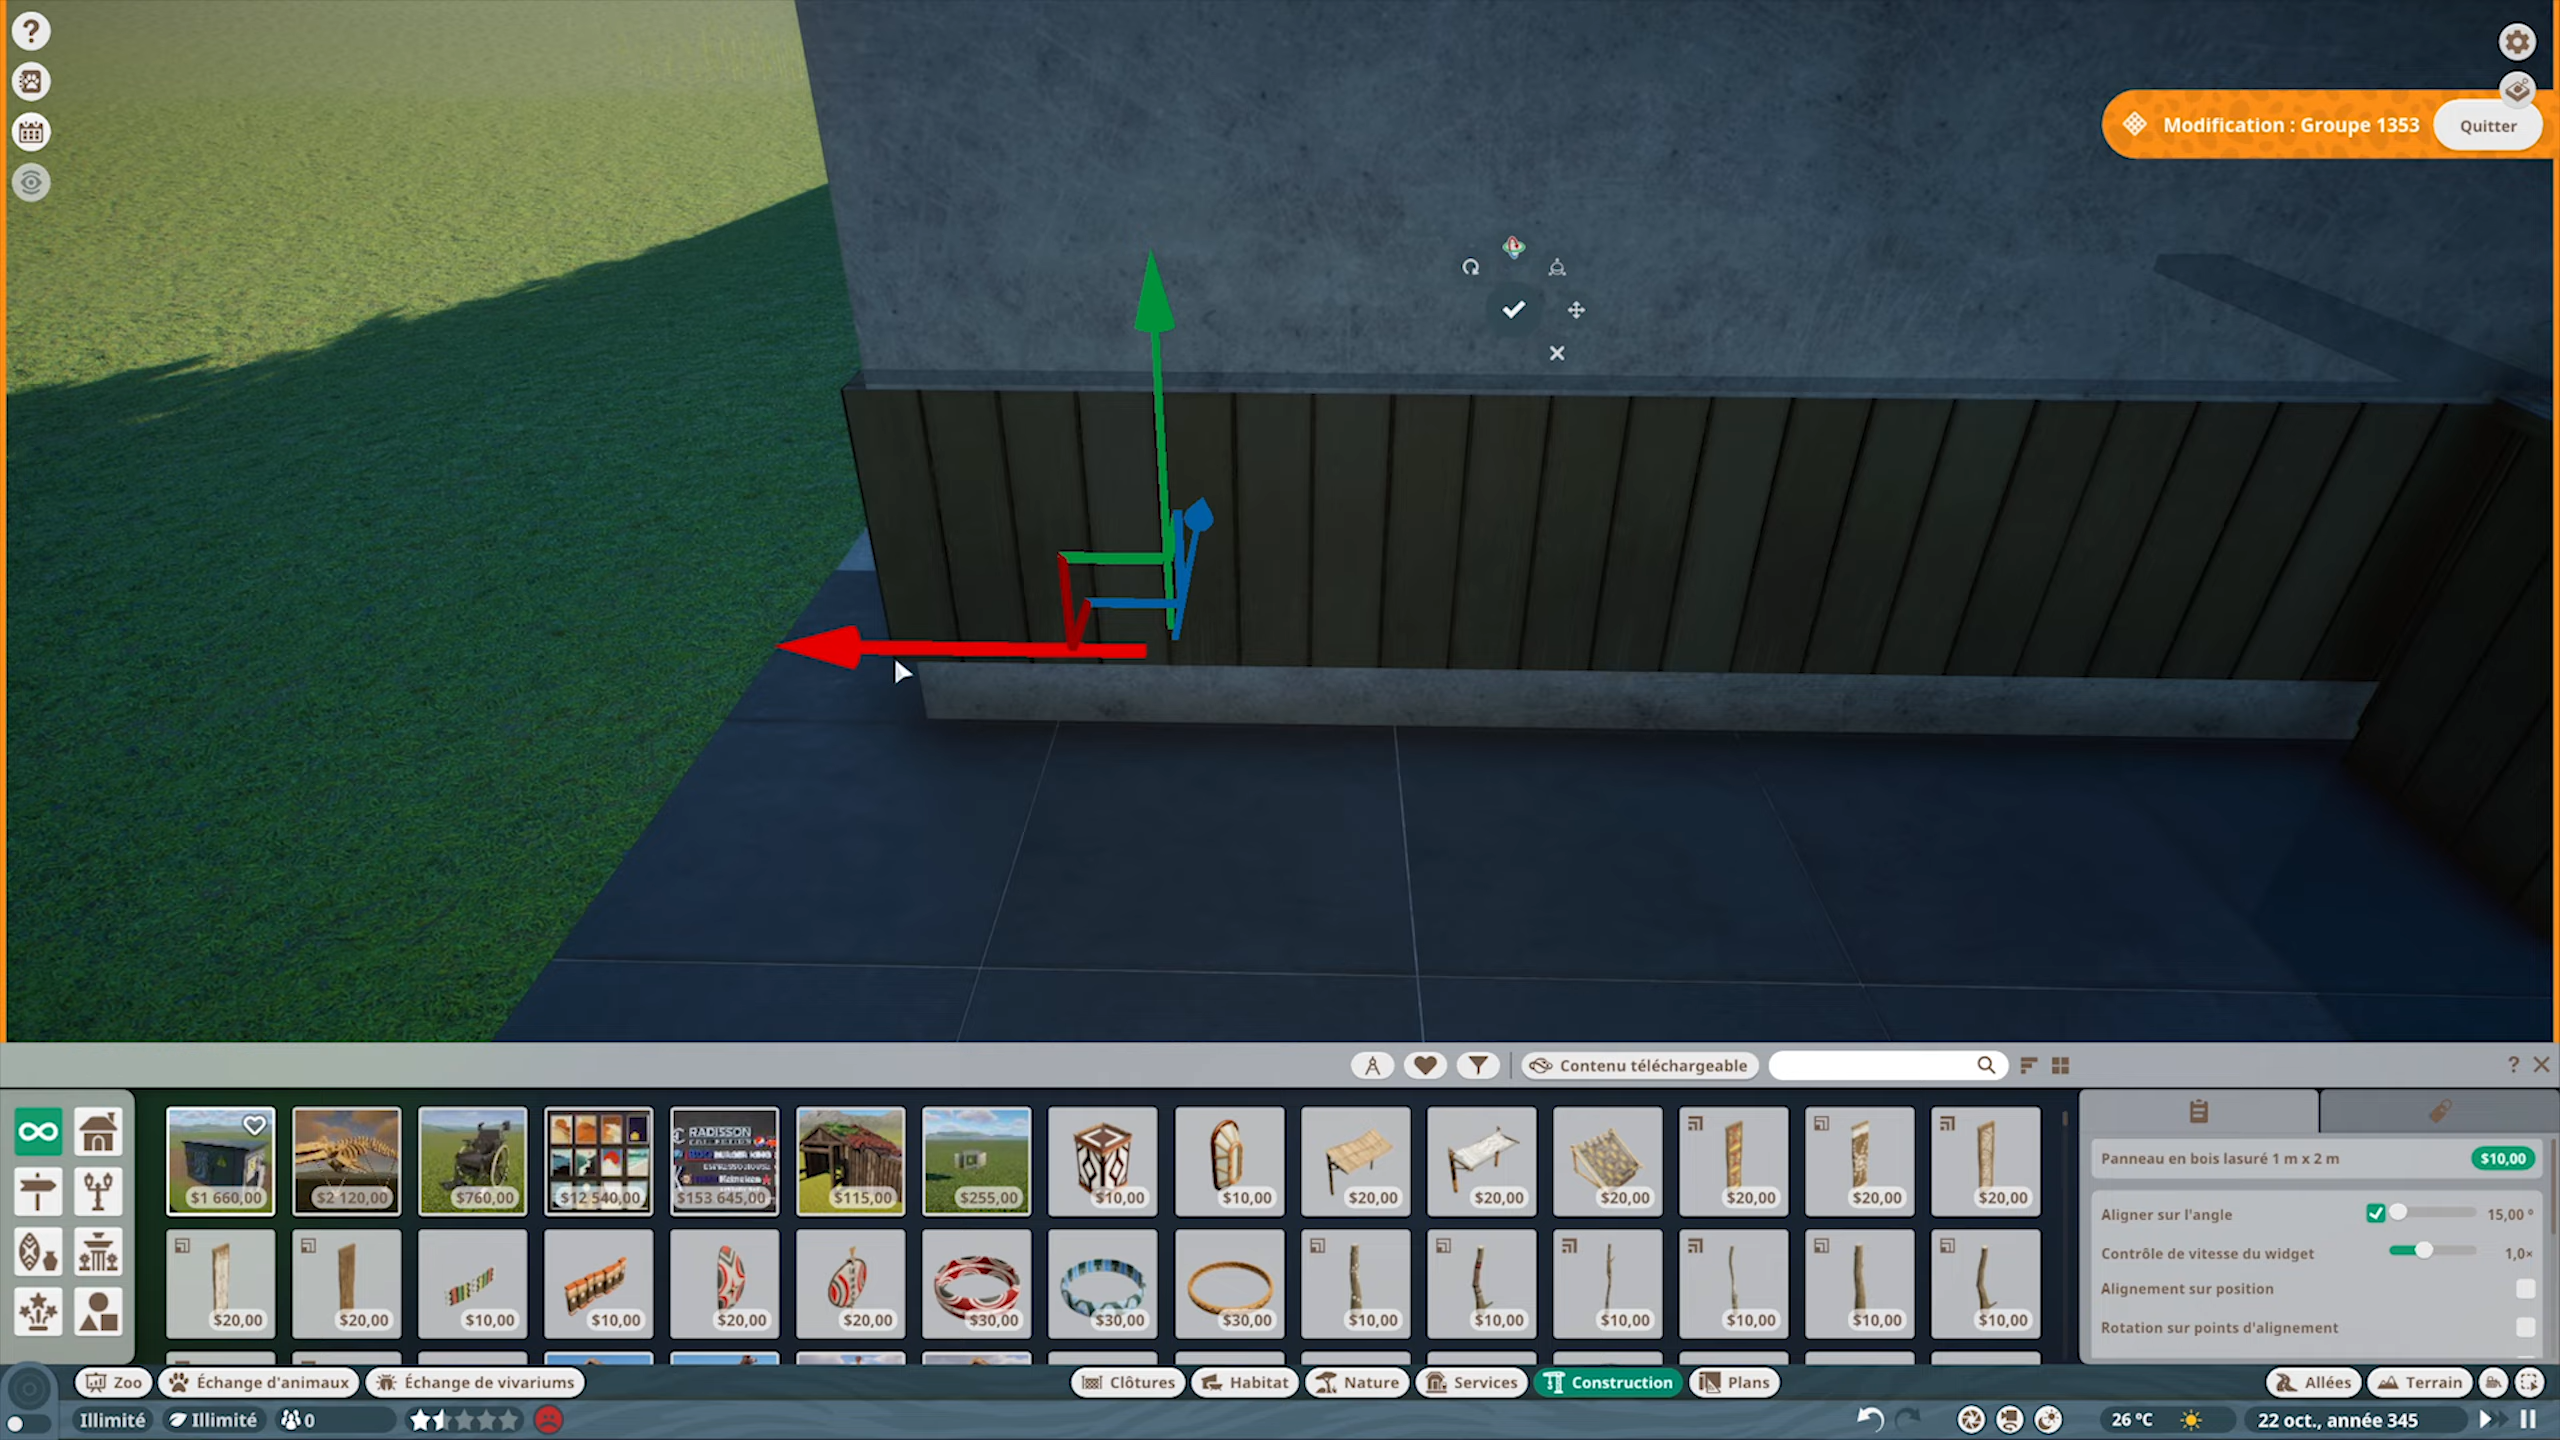 ?
Modification : Groupe 1353
Quitter
Contenu téléchargeable
?
$1 660,00
$2 120,00
$760,00
RADISSON
$12 540,00
$153 645,00
$115,00
$255,00
$10,00
$10,00
$20,00
$20,00
$20,00
$20,00
$20,00
$20,00
$20,00
$20,00
$10,00
$10,00
$20,00
$20,00
$30,00
$30,00
$30,00
$10,00
$10,00
$10,00
$10,00
$10,00
$10,00
Panneau en bois lasuré 1 m x 2 m
$10,00
Aligner sur l'angle
15,00 °
Contrôle de vitesse du widget
1,0×
Alignement sur position
Rotation sur points d'alignement
Zoo
Échange d'animaux
Échange de vivariums
Clôtures
Habitat
Nature
Services
Construction
Plans
Allées
Terrain
Illimité
Illimité
0
26 °C
22 oct., année 345